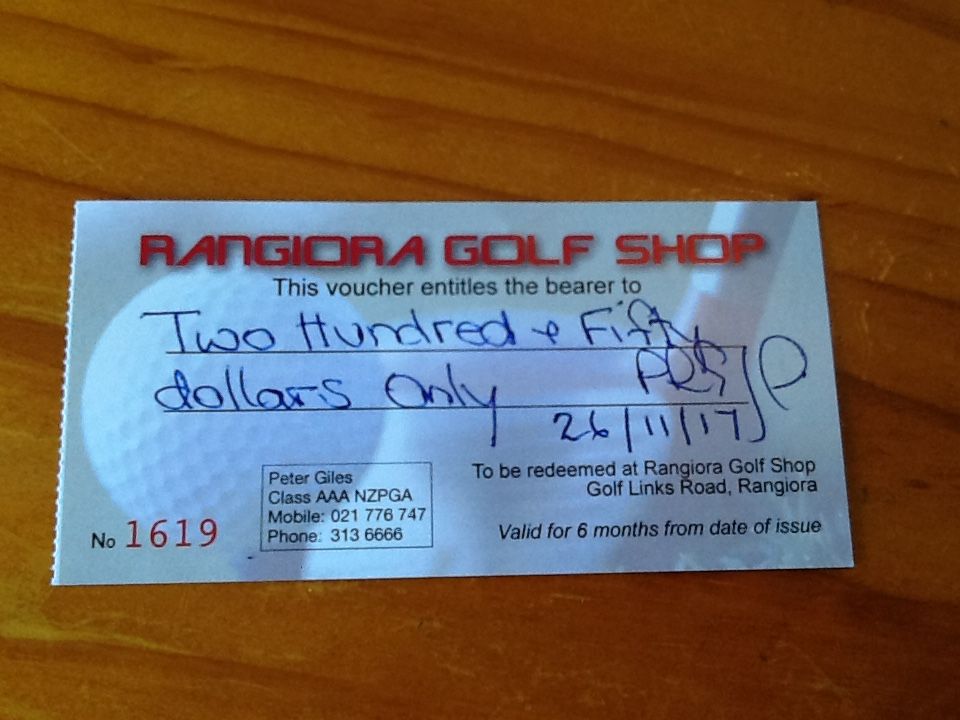 RANGIORA GOLF SHOP
This voucher entitles the bearer to
Two Hundred & Fifty
dollars Only
26/11/17
Peter Giles
Class AAA NZPGA
Mobile: 021 776 747
Phone: 313 6666
To be redeemed at Rangiora Golf Shop
Golf Links Road, Rangiora
No 1619
Valid for 6 months from date of issue